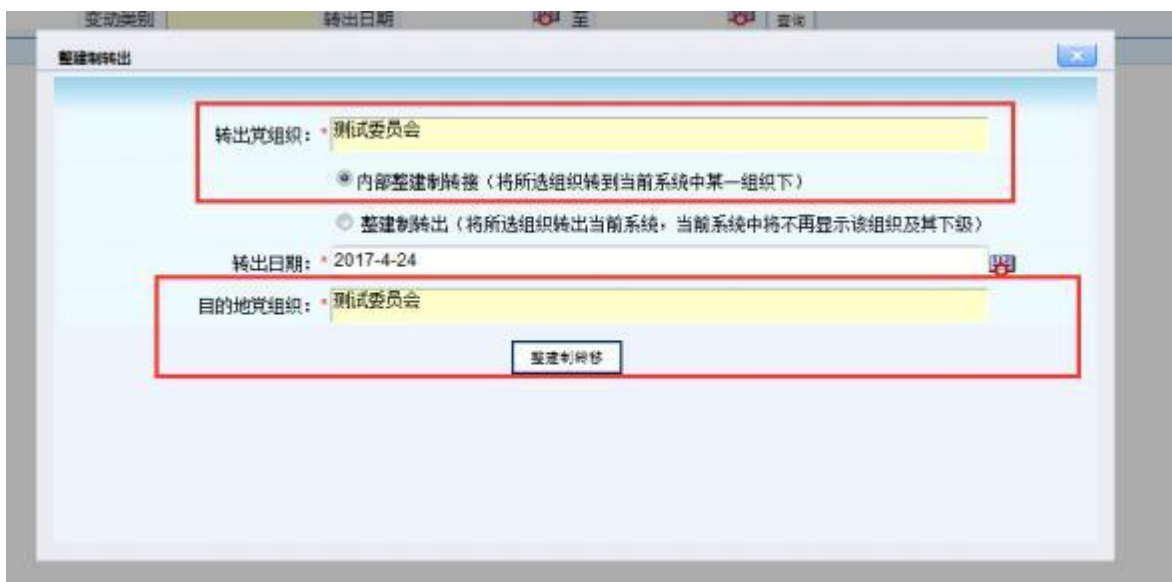 变动类别 转出日期 至 查询
整建制转出
转出党组织：*测试委员会
内部整建制转接（将所选组织转到当前系统中某一组织下）
整建制转出（将所选组织转出当前系统，当前系统中将不再显示该组织及其下级）
转出日期：*2017-4-24
目的地党组织：*测试委员会
整建制转移